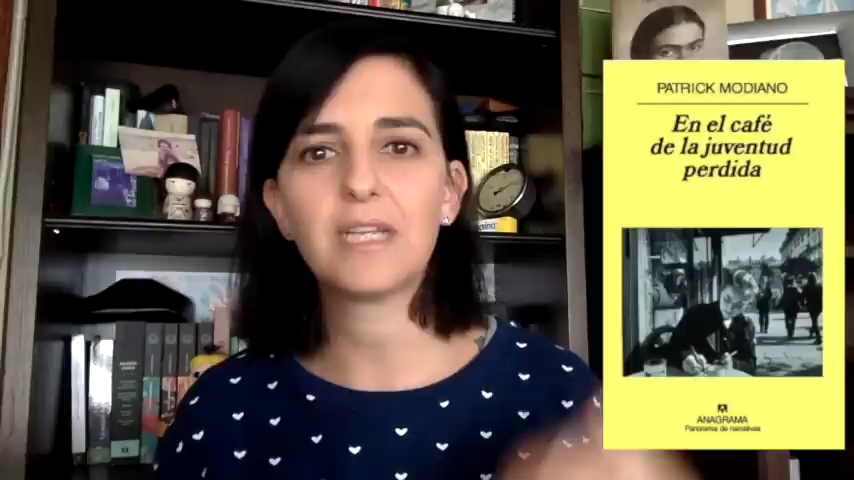 PATRICK MODIANO
En el café
de la juventud
perdida
ANAGRAMA
Panorama de narrativas